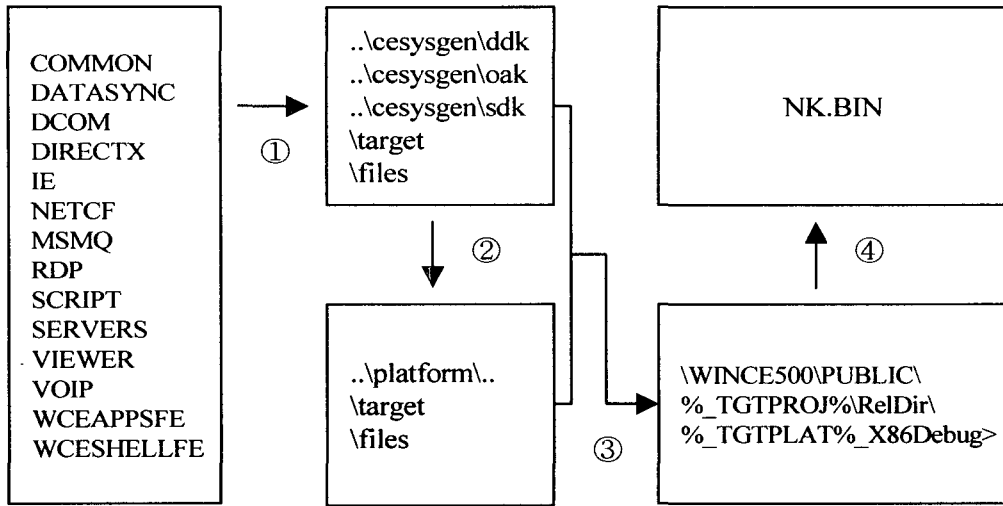 COMMON
DATASYNC
DCOM
DIRECTX
IE
NETCF
MSMQ
RDP
SCRIPT
SERVERS
VIEWER
VOIP
WCEAPPSFE
WCESHELLFE
①
..\cesysgen\ddk
..\cesysgen\oak
..\cesysgen\sdk
\target
\files
②
..\platform\..
\target
\files
③
\WINCE500\PUBLIC\
%_TGTPROJ%\RelDir\
%_TGTPLAT%_X86Debug>
④
NK.BIN